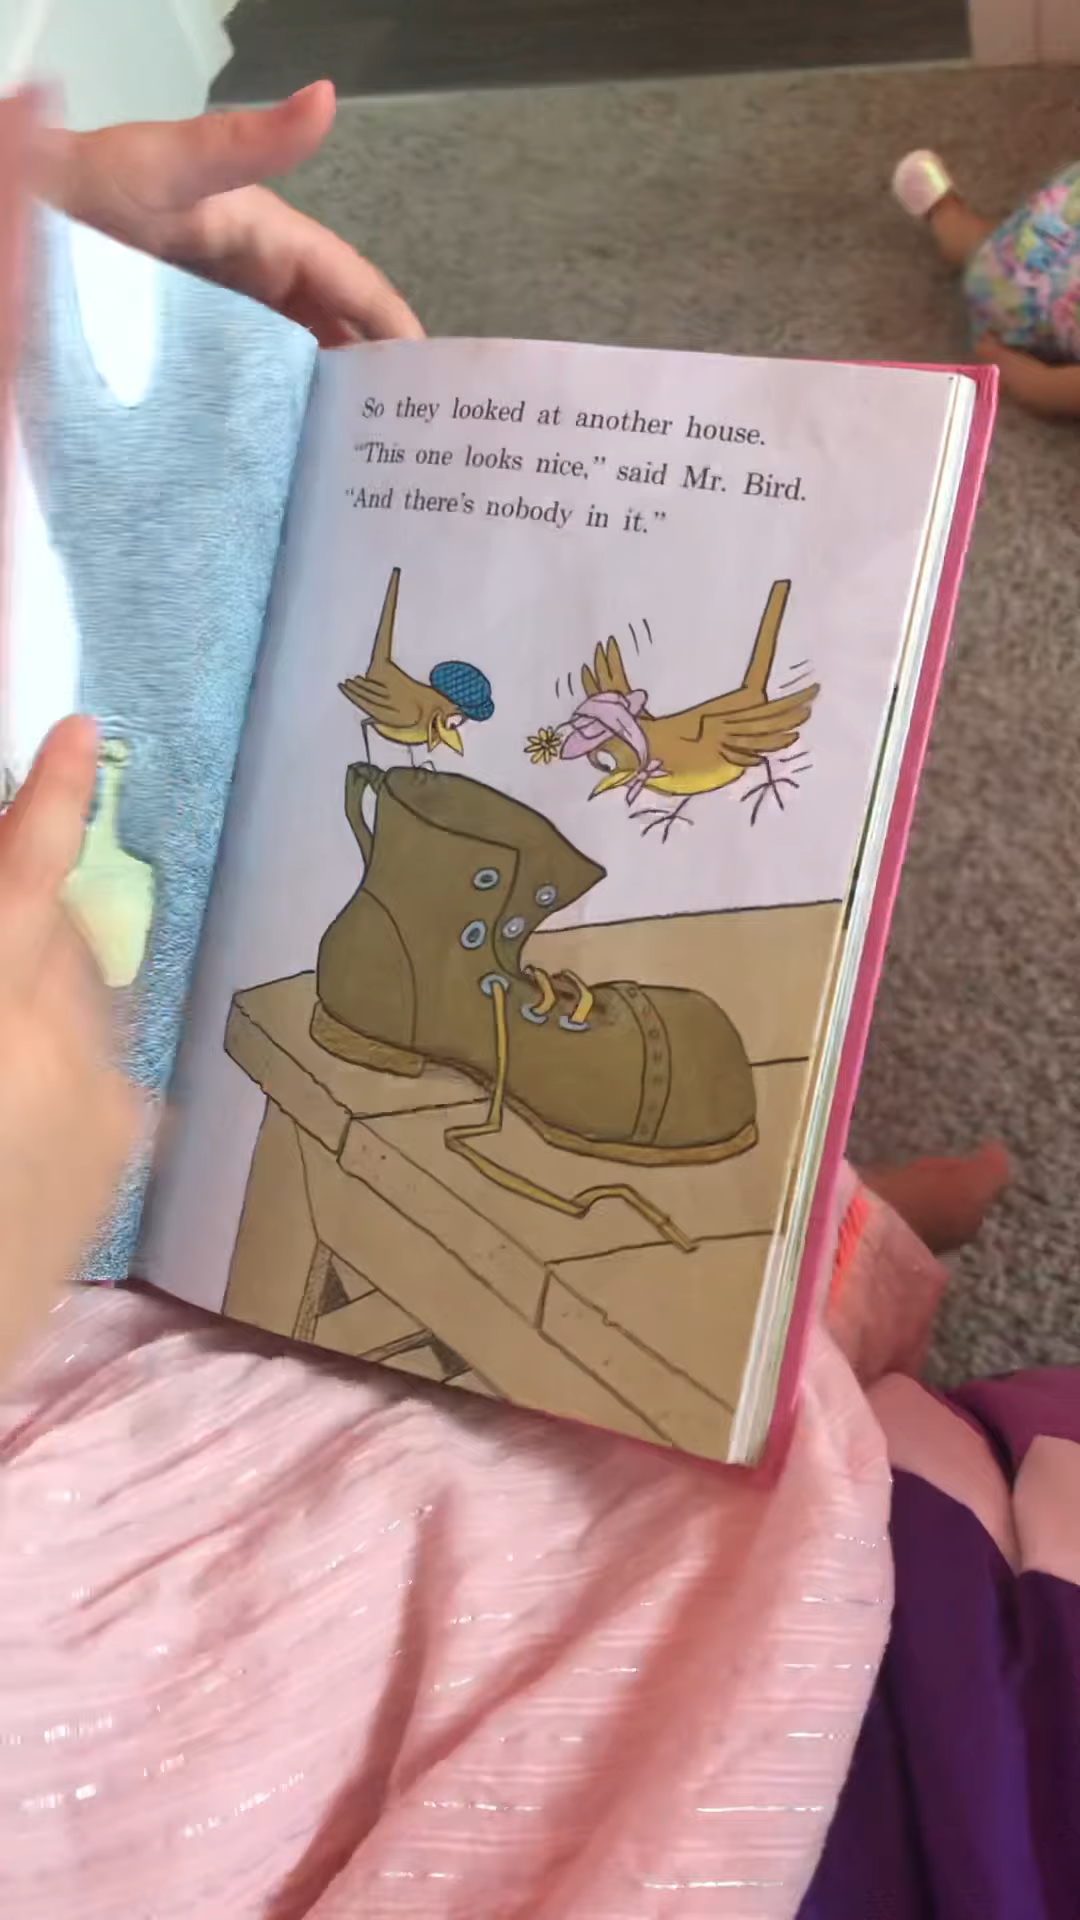 So they looked at another house.
“This one looks nice,” said Mr. Bird.
“And there’s nobody in it.”